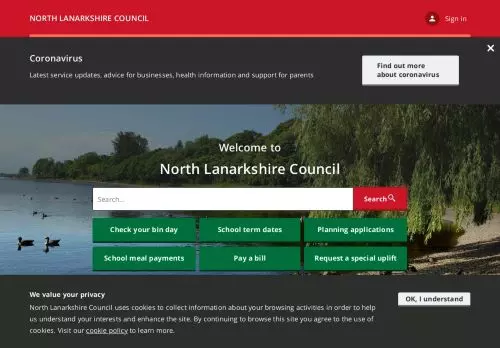 NORTH LANARKSHIRE COUNCIL
Sign in
Coronavirus
Latest service updates, advice for businesses, health information and support for parents
Find out more
about coronavirus
Welcome to
North Lanarkshire Council
Search...
Search
Check your bin day
School term dates
Planning applications
School meal payments
Pay a bill
Request a special uplift
We value your privacy
North Lanarkshire Council uses cookies to collect information about your browsing activities in order to help
us understand your interests and enhance the site. By continuing to browse this site you agree to the use of
cookies. Visit our cookie policy to learn more.
OK, I understand